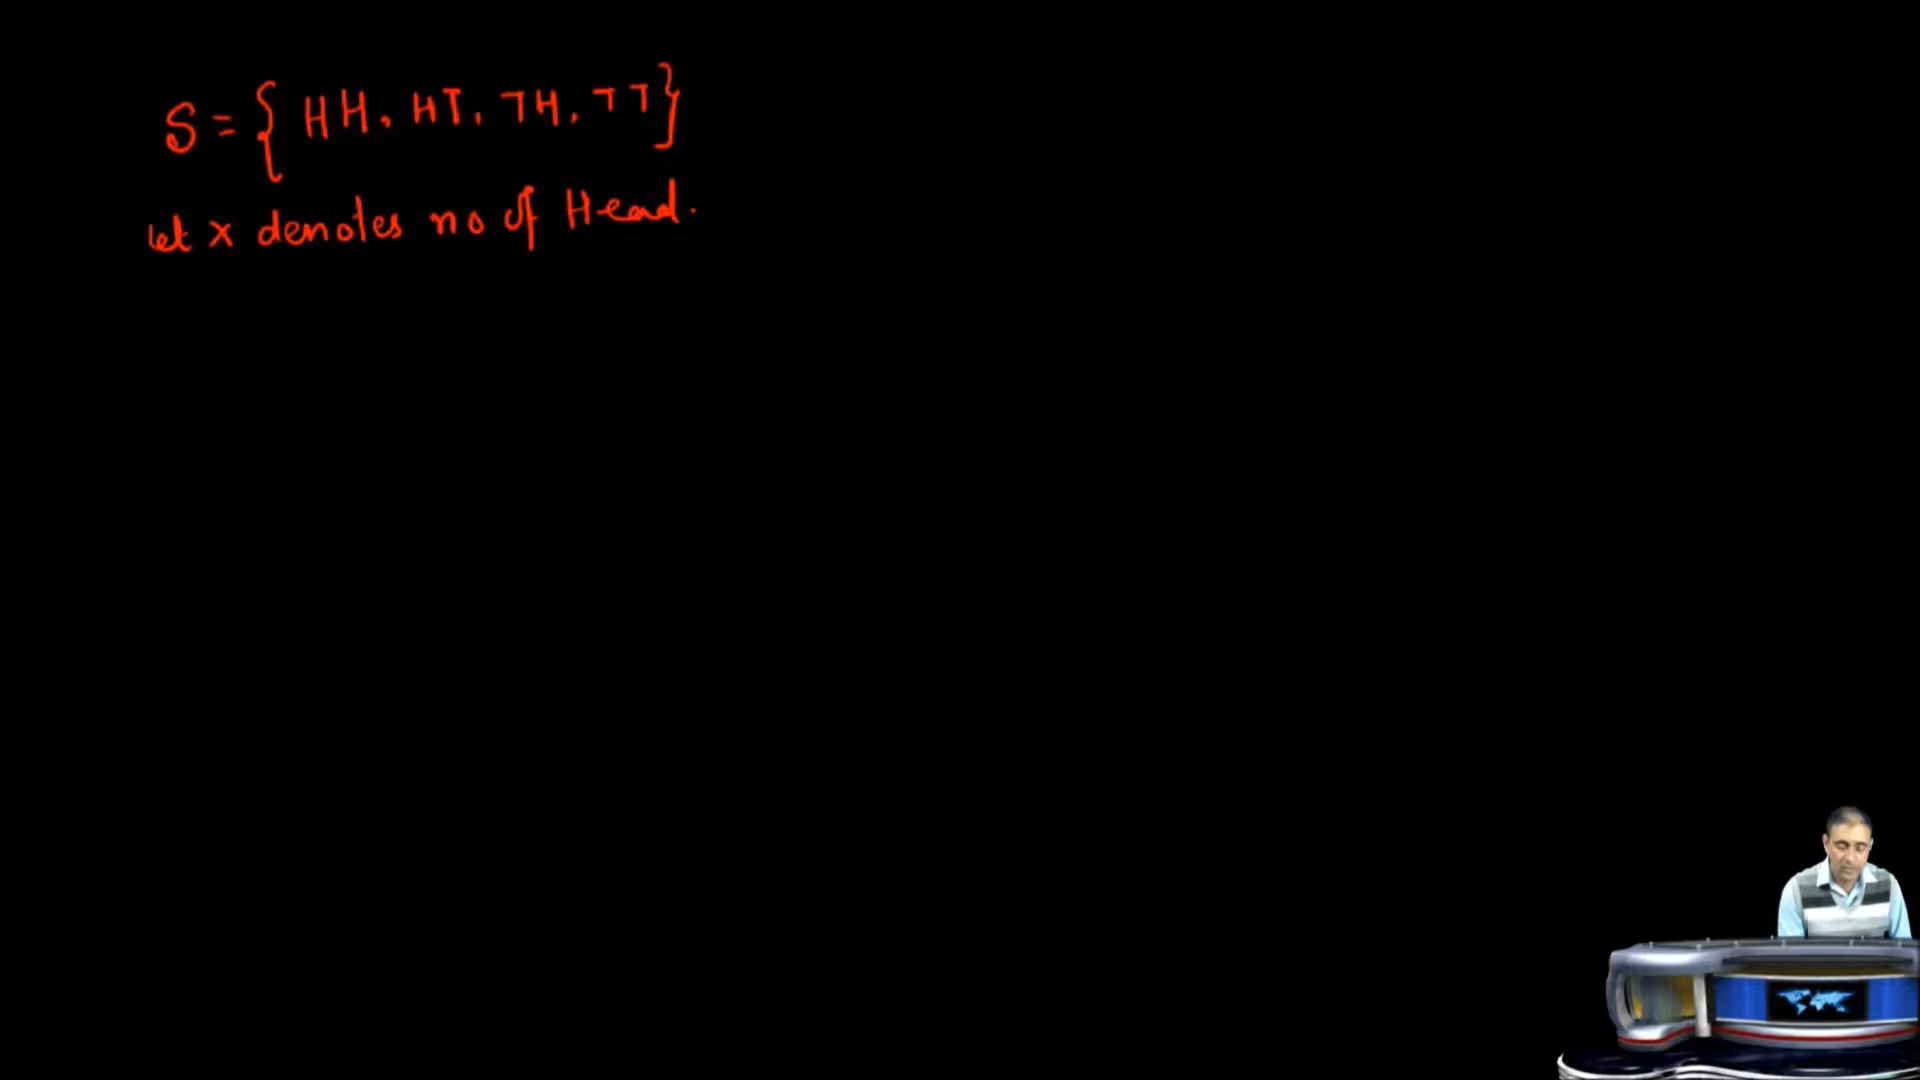 S = { HH, HT, TH, TT }
let x denotes no of Head.